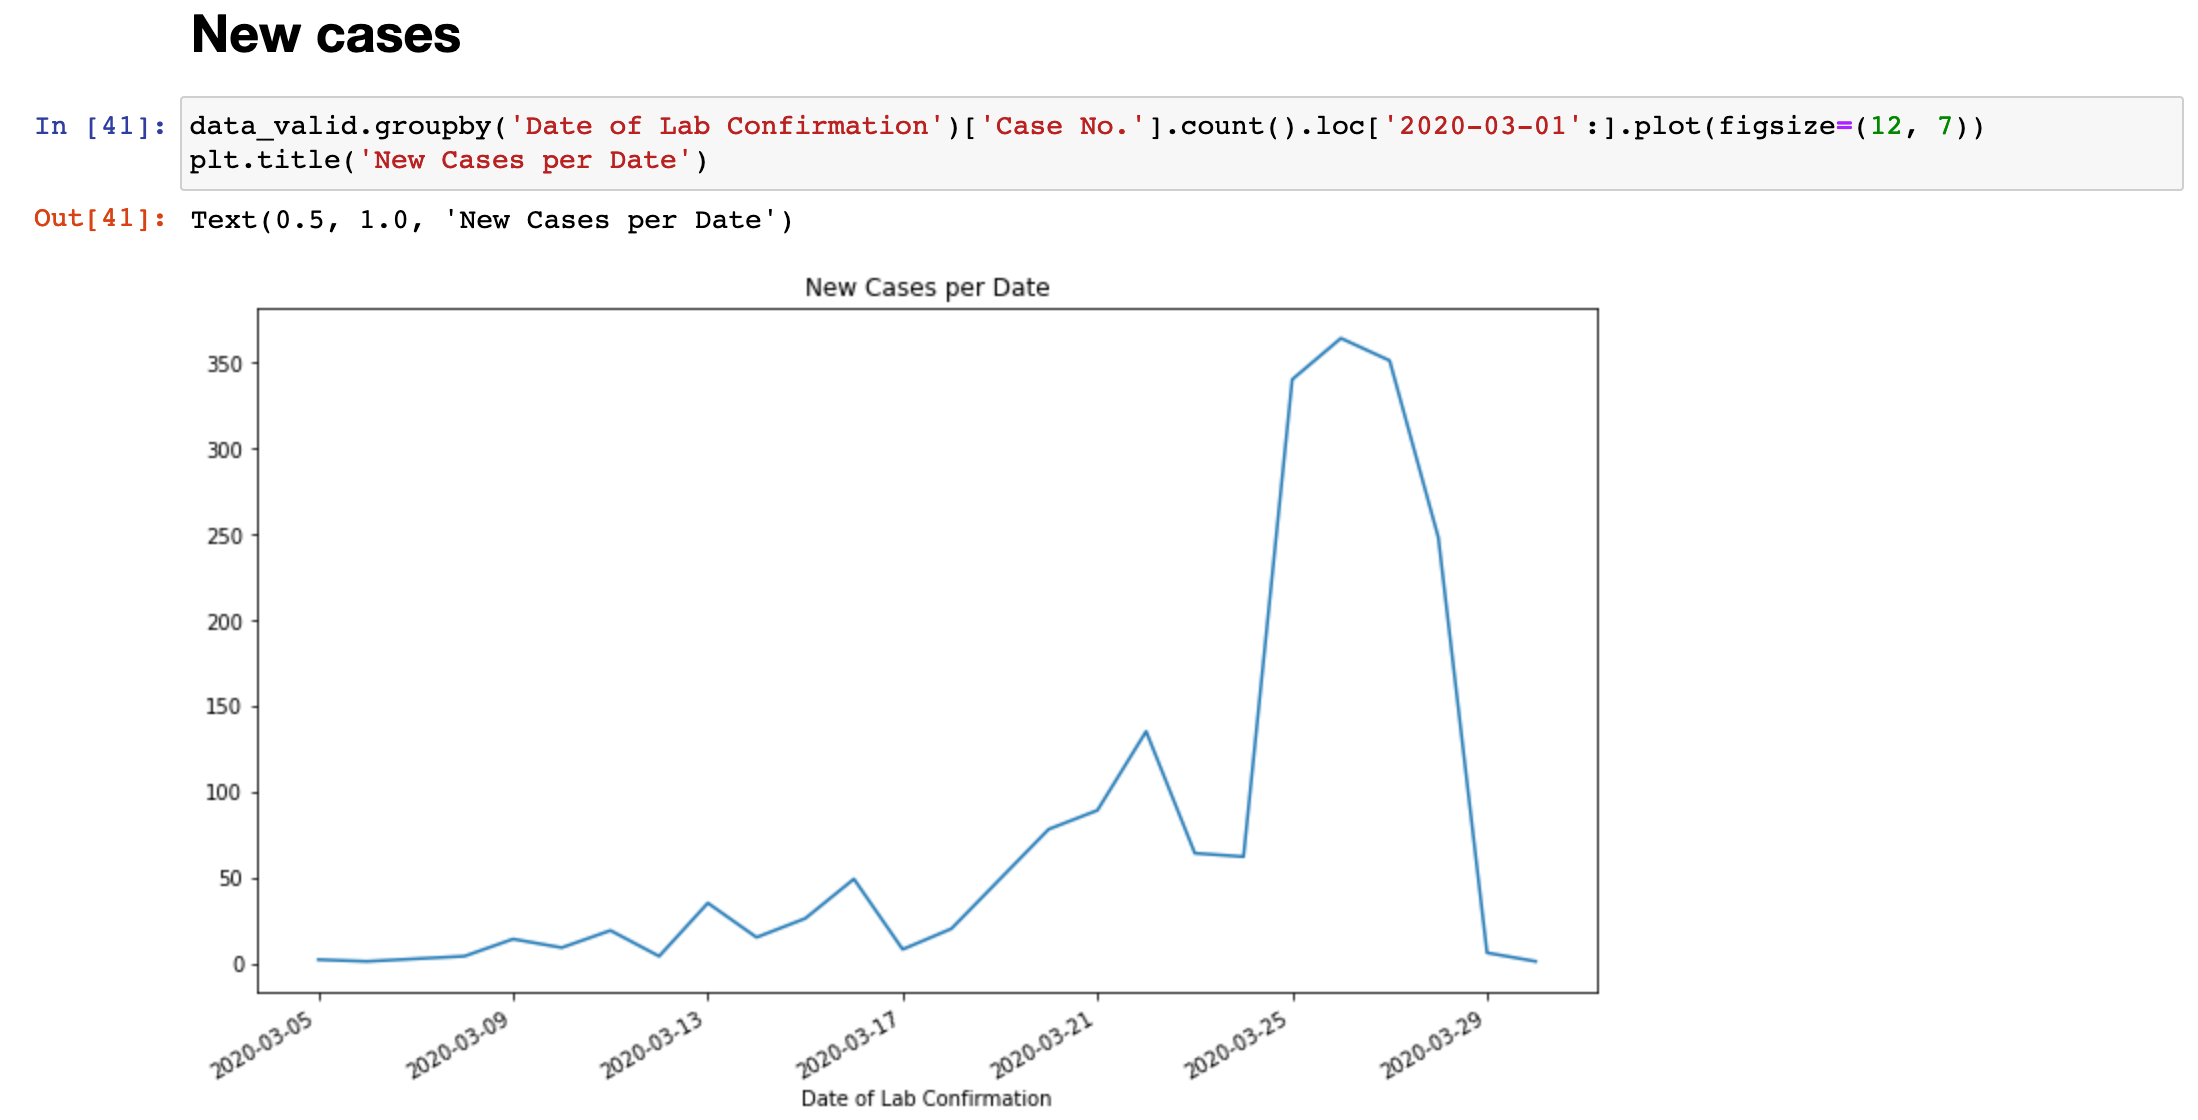 New cases
In [41]: data_valid.groupby('Date of Lab Confirmation')['Case No.'].count().loc['2020-03-01':].plot(figsize=(12, 7))
plt.title('New Cases per Date')
Out[41]: Text(0.5, 1.0, 'New Cases per Date')
New Cases per Date
350
300
250
200
150
100
50
0
2020-03-05 2020-03-09 2020-03-13 2020-03-17 2020-03-21 2020-03-25 2020-03-29
Date of Lab Confirmation